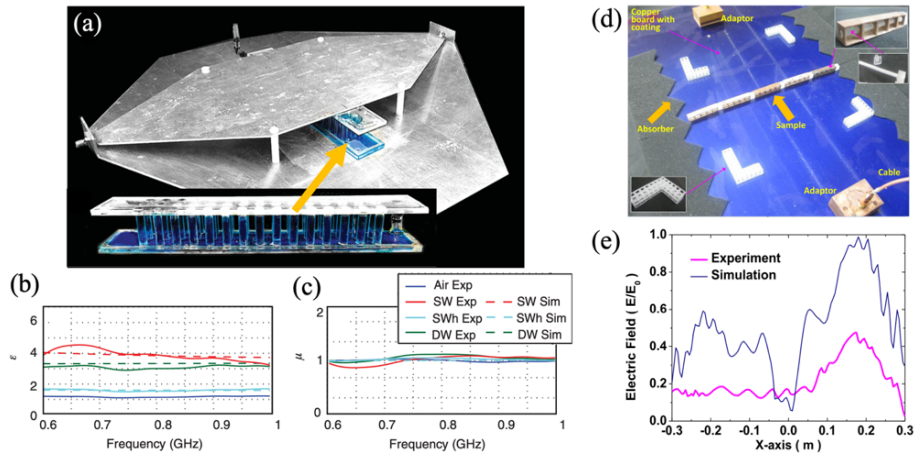 (a)
(b)
6
4
2
0
ε
0.6
0.7
0.8
0.9
1
Frequency (GHz)
(c)
Air Exp
SW Exp
SW Sim
SWh Exp
SWh Sim
DW Exp
DW Sim
2
1
0
μ
0.6
0.7
0.8
0.9
1
Frequency (GHz)
(d)
Copper
board with
coating
Adaptor
Absorber
Sample
Cable
Adaptor
(e)
Experiment
Simulation
Electric Field ( E/E0 )
1.0
0.8
0.6
0.4
0.2
0.0
-0.3
-0.2
-0.1
0.0
0.1
0.2
0.3
X-axis ( m )